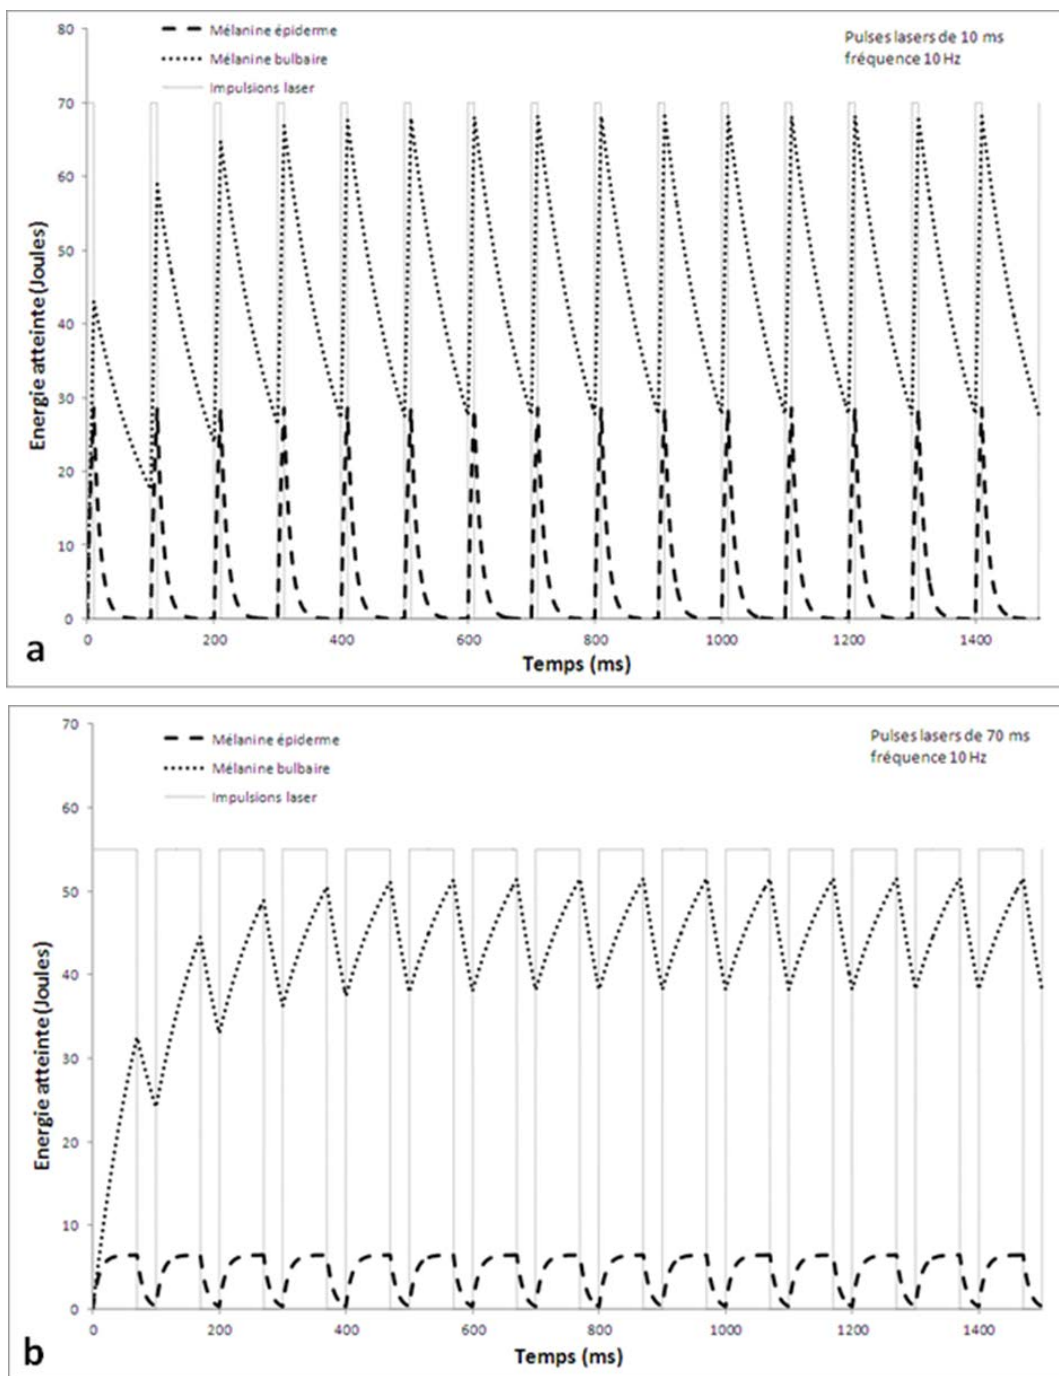 80
70
60
50
40
30
20
10
0
Energie atteinte (Joules)
Mélanine épiderme
Mélanine bulbaire
Impulsions laser
Pulses lasers de 10 ms
fréquence 10 Hz
0 200 400 600 800 1000 1200 1400
Temps (ms)
a
70
60
50
40
30
20
10
0
Energie atteinte (Joules)
Mélanine épiderme
Mélanine bulbaire
Impulsions laser
Pulses lasers de 70 ms
fréquence 10 Hz
0 200 400 600 800 1000 1200 1400
Temps (ms)
b